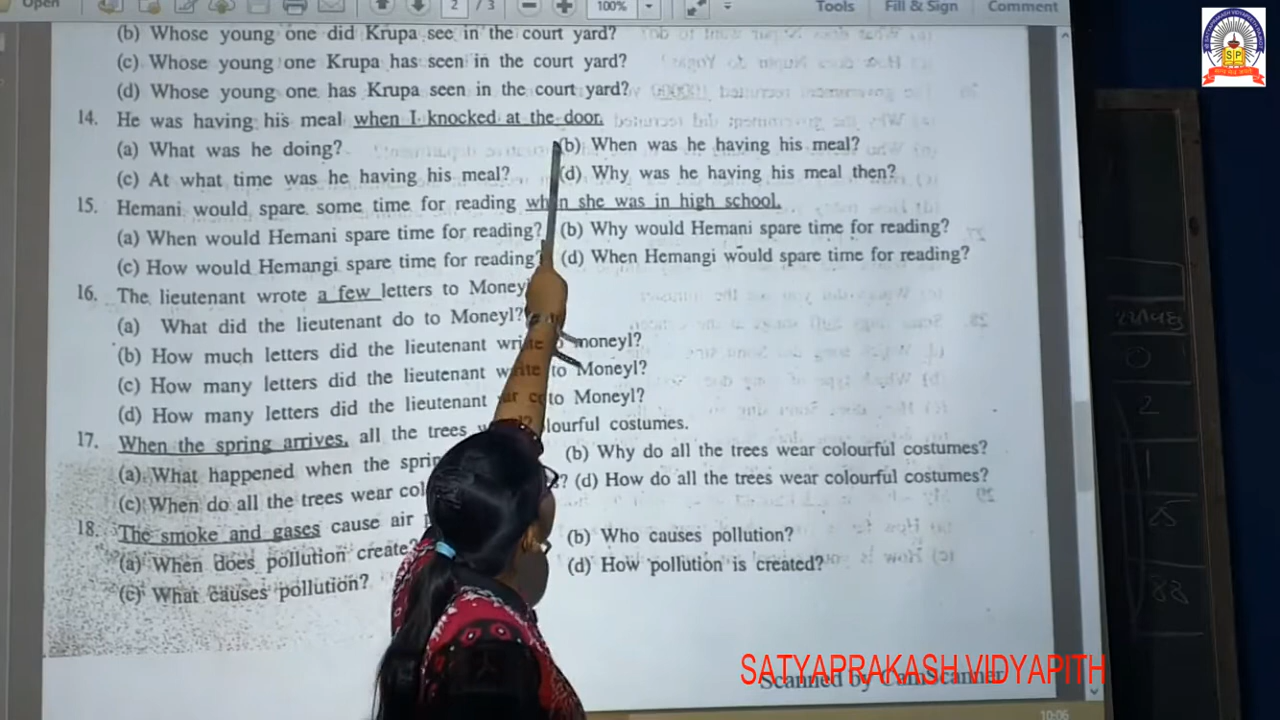 Open
2 / 3
100%
Tools Fill & Sign Comment
(b) Whose young one did Krupa see in the court yard?
(c) Whose young one Krupa has seen in the court yard?
(d) Whose young one has Krupa seen in the court yard?
14. He was having his meal when I knocked at the door.
(a) What was he doing? (b) When was he having his meal?
(c) At what time was he having his meal? (d) Why was he having his meal then?
15. Hemani would spare some time for reading when she was in high school.
(a) When would Hemani spare time for reading? (b) Why would Hemani spare time for reading?
(c) How would Hemangi spare time for reading? (d) When Hemangi would spare time for reading?
16. The lieutenant wrote a few letters to Moneyl
(a) What did the lieutenant do to Moneyl?
(b) How much letters did the lieutenant write moneyl?
(c) How many letters did the lieutenant write to Moneyl?
(d) How many letters did the lieutenant to Moneyl?
17. When the spring arrives, all the trees colourful costumes.
(a) What happened when the (b) Why do all the trees wear colourful costumes?
(c) When do all the trees wear ? (d) How do all the trees wear colourful costumes?
18. The smoke and gases cause air
(a) When does pollution create? (b) Who causes pollution?
(c) What causes pollution? (d) How pollution is created?
SATYAPRAKASH VIDYAPITH
Scanned by CamScanner
10:06
SP
0
2
1
88